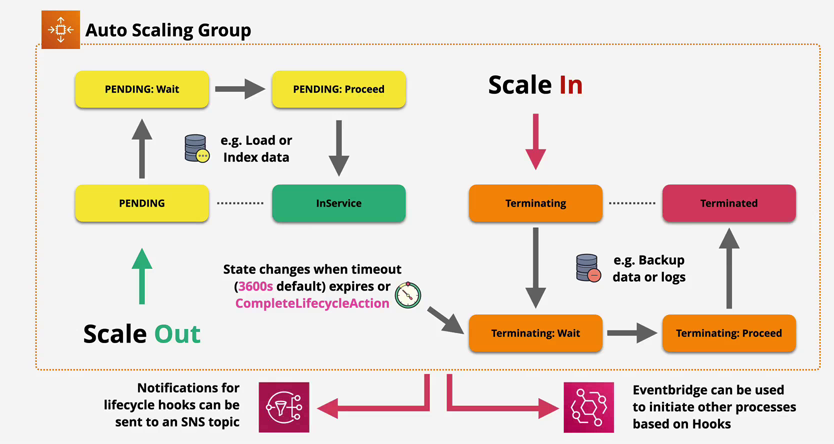 Auto Scaling Group
PENDING: Wait
PENDING: Proceed
Scale In
e.g. Load or
Index data
PENDING
InService
Terminating
Terminated
State changes when timeout
(3600s default) expires or
CompleteLifecycleAction
e.g. Backup
data or logs
Scale Out
Terminating: Wait
Terminating: Proceed
Notifications for
lifecycle hooks can be
sent to an SNS topic
Eventbridge can be used
to initiate other processes
based on Hooks